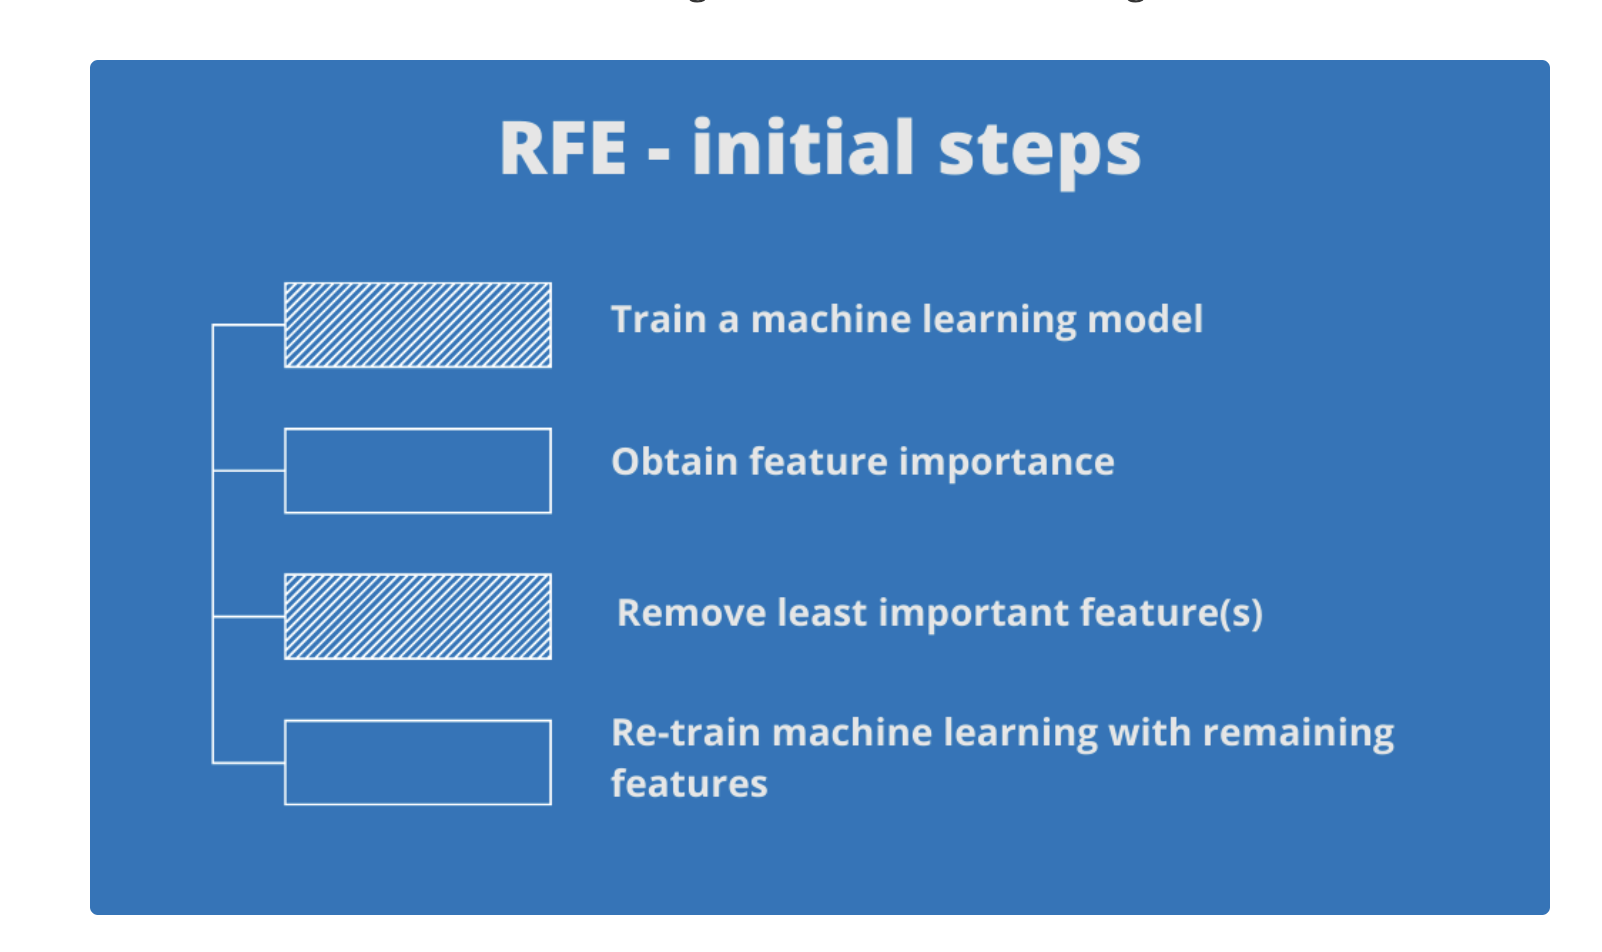 RFE - initial steps
Train a machine learning model
Obtain feature importance
Remove least important feature(s)
Re-train machine learning with remaining
features